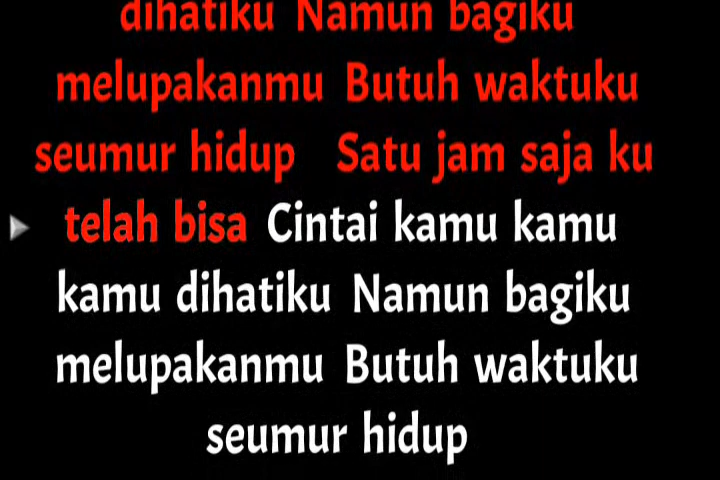 dihatiku Namun bagiku
melupakanmu Butuh waktuku
seumur hidup Satu jam saja ku
telah bisa Cintai kamu kamu
kamu dihatiku Namun bagiku
melupakanmu Butuh waktuku
seumur hidup